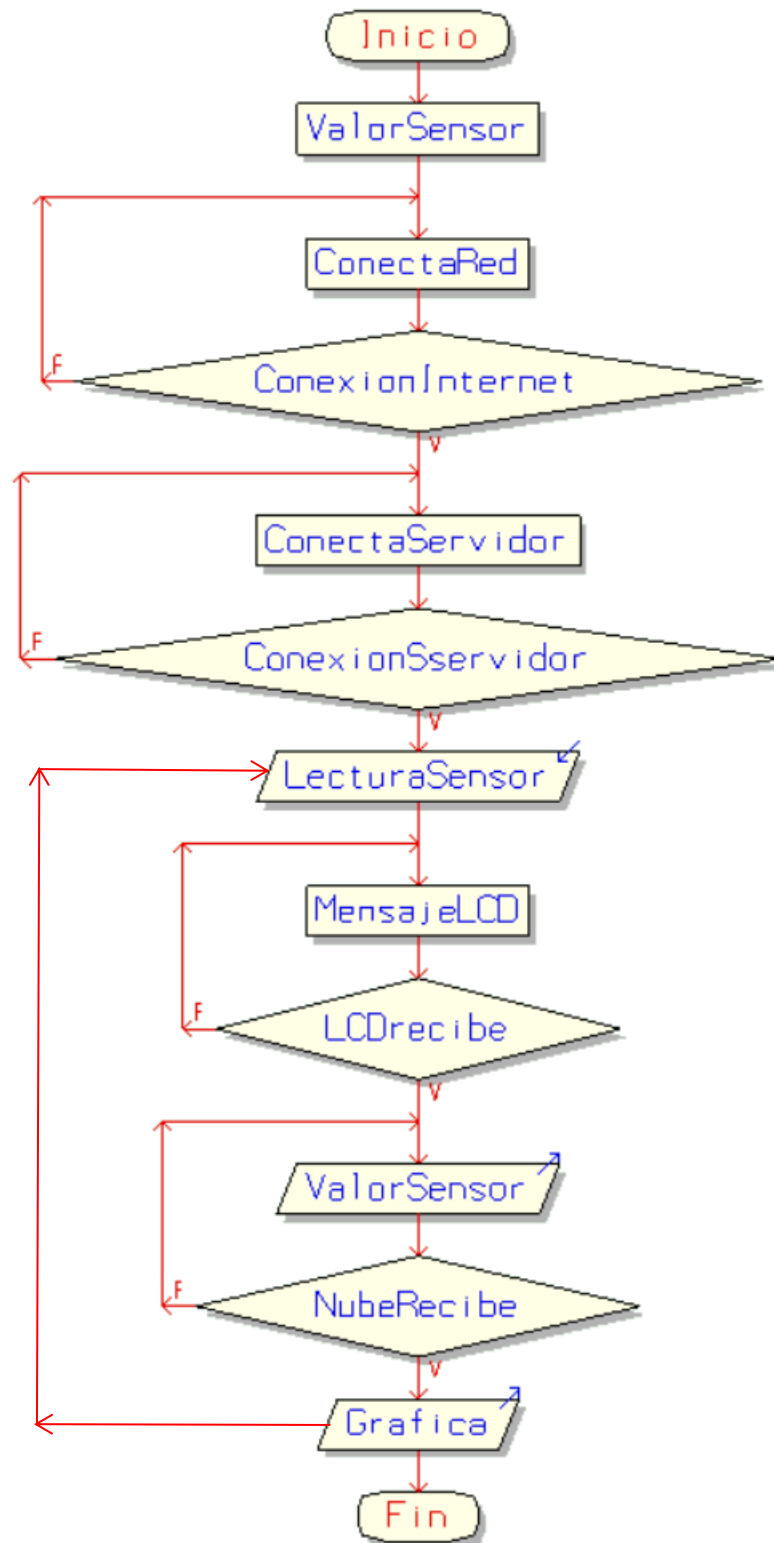 Inicio
ValorSensor
ConectaRed
F
ConexionInternet
V
ConectaServidor
F
ConexionSservidor
V
LecturaSensor
MensajeLCD
F
LCDrecibe
V
ValorSensor
F
NubeRecibe
V
Grafica
Fin